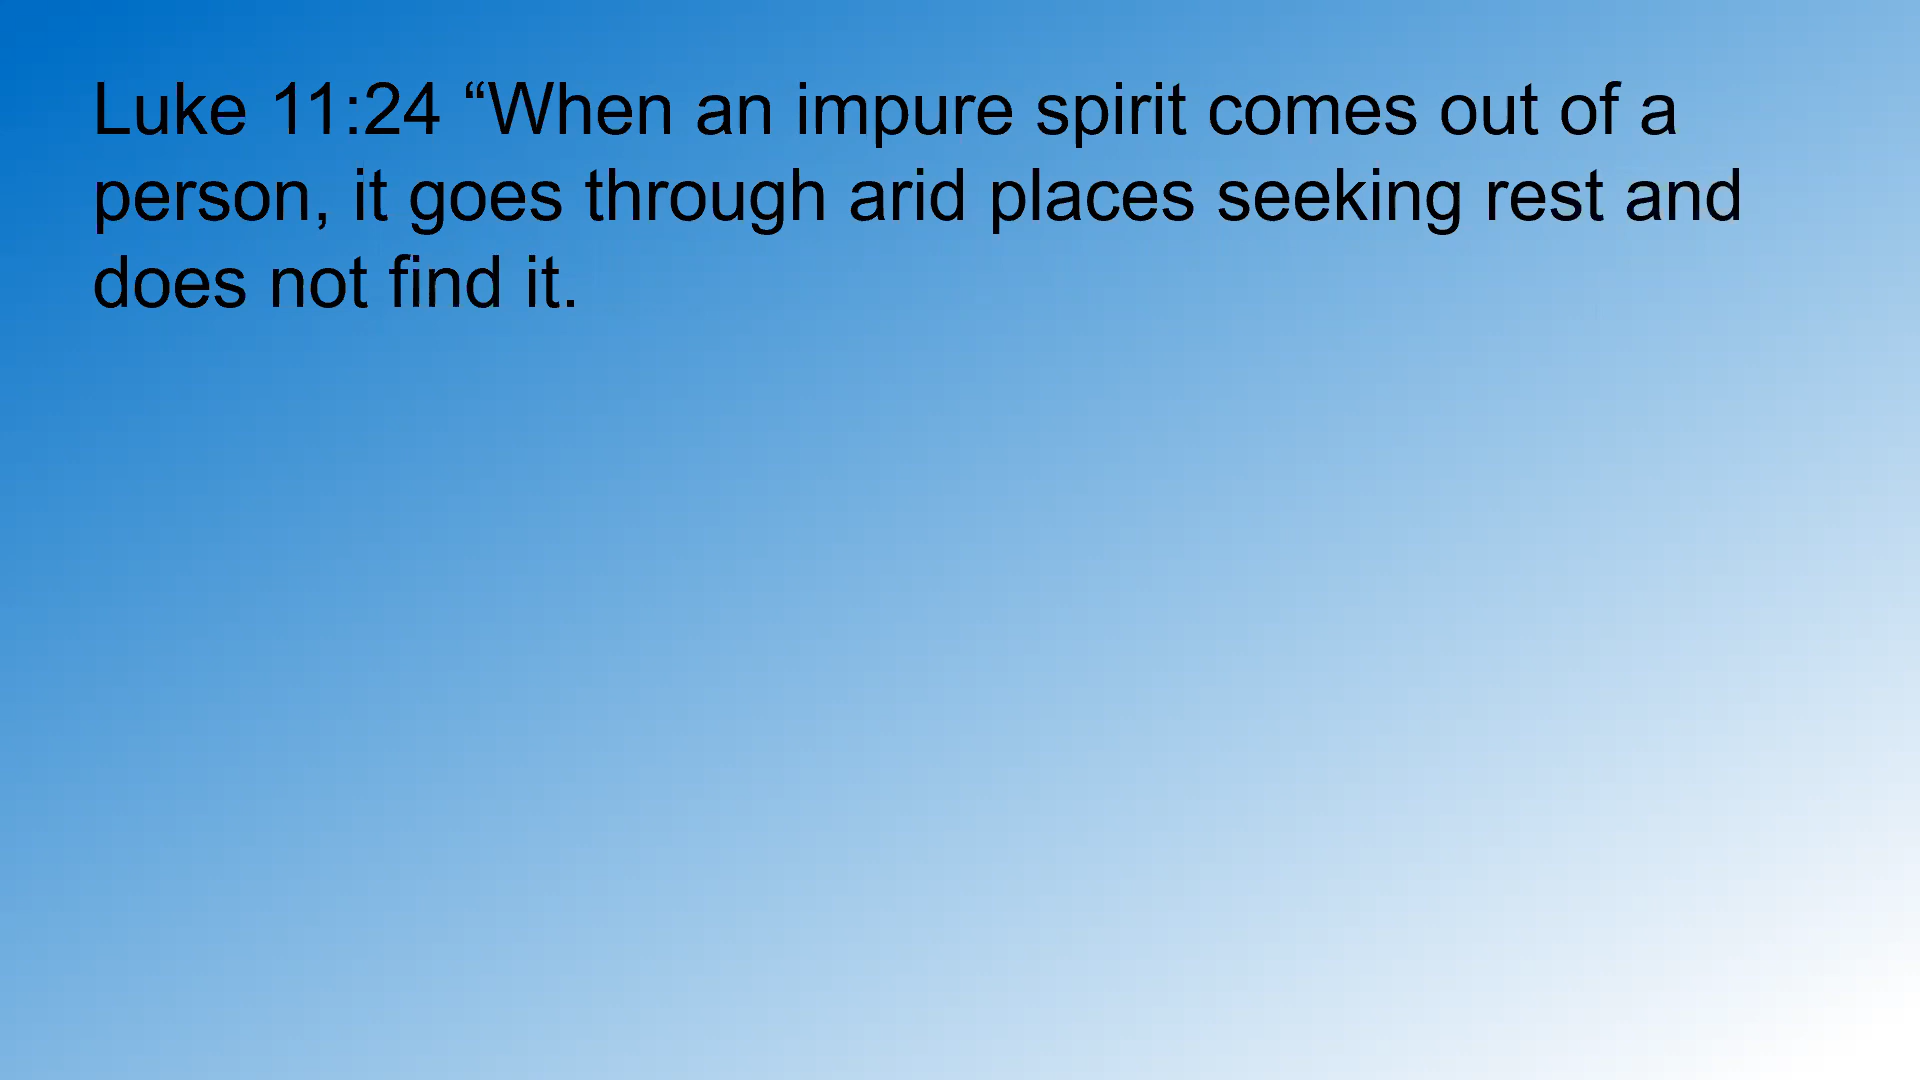 Luke 11:24 “When an impure spirit comes out of a
person, it goes through arid places seeking rest and
does not find it.